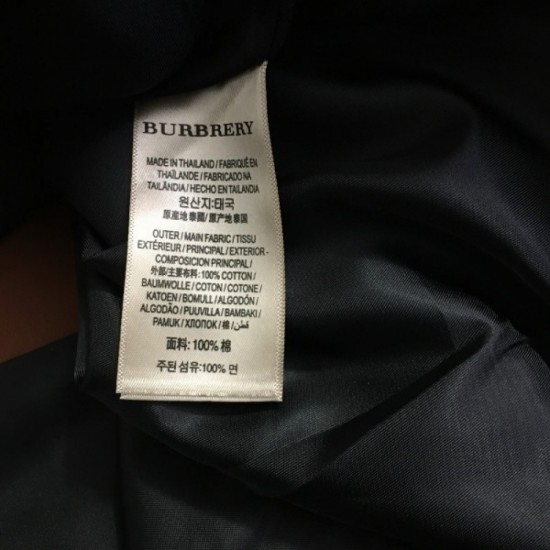 BURBRERY
MADE IN THAILAND / FABRIQUÉ EN
THAÏLANDE / FABRICADO NA
TAILÂNDIA / HECHO EN TAILANDIA
원산지:태국
原産地 泰國/原产地 泰国
OUTER / MAIN FABRIC / TISSU
EXTÉRIEUR / PRINCIPAL / EXTERIOR-
COMPOSICION PRINCIPAL /
外部/主要布料: 100% COTTON /
BAUMWOLLE / COTON / COTONE /
KATOEN / BOMULL / ALGODÓN /
ALGODÃO / PUUVILLA / BAMBAKI /
PAMUK / ХЛОПОК / 棉 / قطن/
面料: 100% 棉
주된 섬유: 100% 면